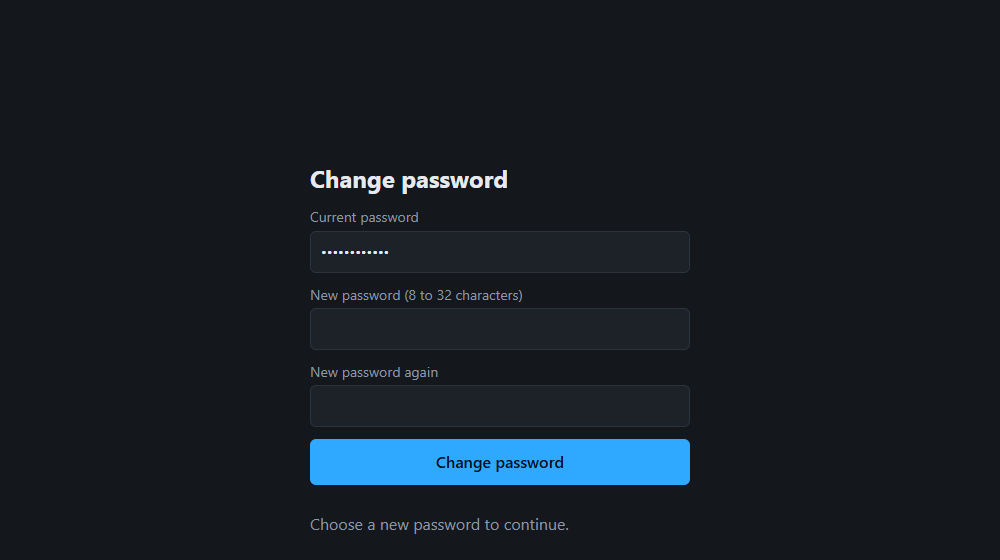 Change password
Current password
••••••••••••
New password (8 to 32 characters)
New password again
Change password
Choose a new password to continue.